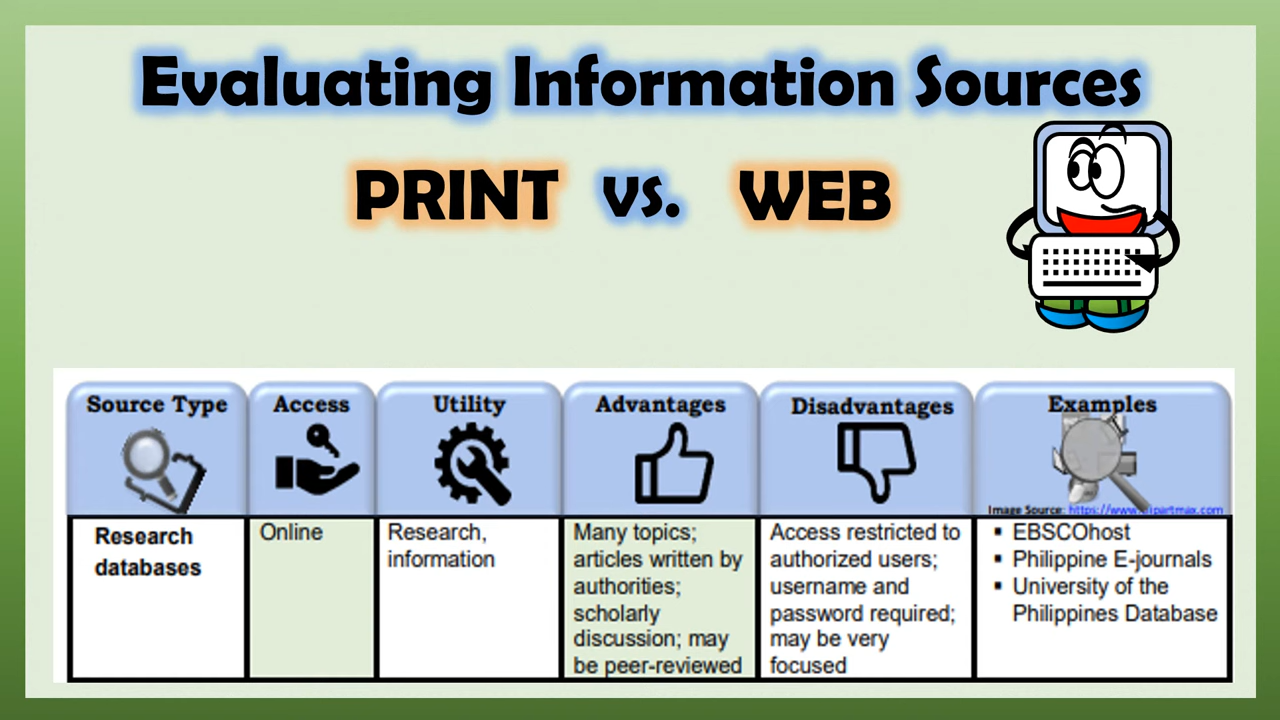 Evaluating Information Sources
PRINT vs. WEB
Source Type
Access
Utility
Advantages
Disadvantages
Examples
Image Source: https://www.clipartmax.com
Research
databases
Online
Research,
information
Many topics;
articles written by
authorities;
scholarly
discussion; may
be peer-reviewed
Access restricted to
authorized users;
username and
password required;
may be very
focused
▪ EBSCOhost
▪ Philippine E-journals
▪ University of the
Philippines Database